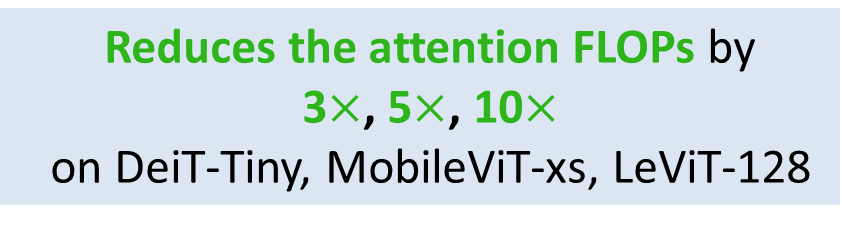 Reduces the attention FLOPs by
3×, 5×, 10×
on DeiT-Tiny, MobileViT-xs, LeViT-128